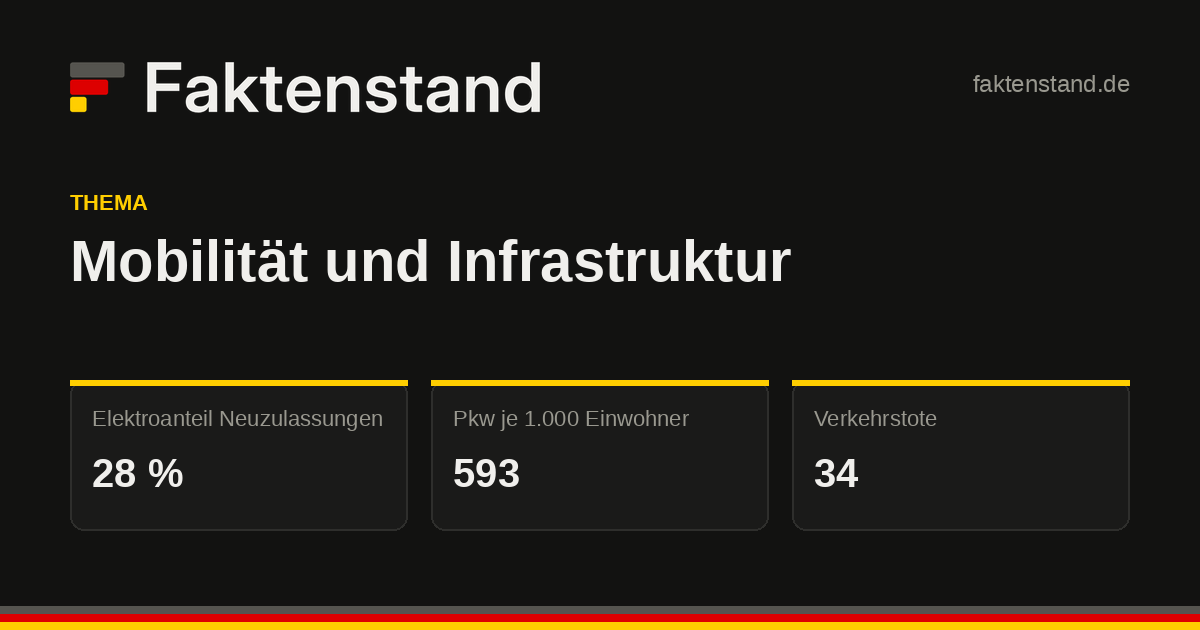 Faktenstand
faktenstand.de
THEMA
Mobilität und Infrastruktur
Elektroanteil Neuzulassungen
28 %
Pkw je 1.000 Einwohner
593
Verkehrstote
34